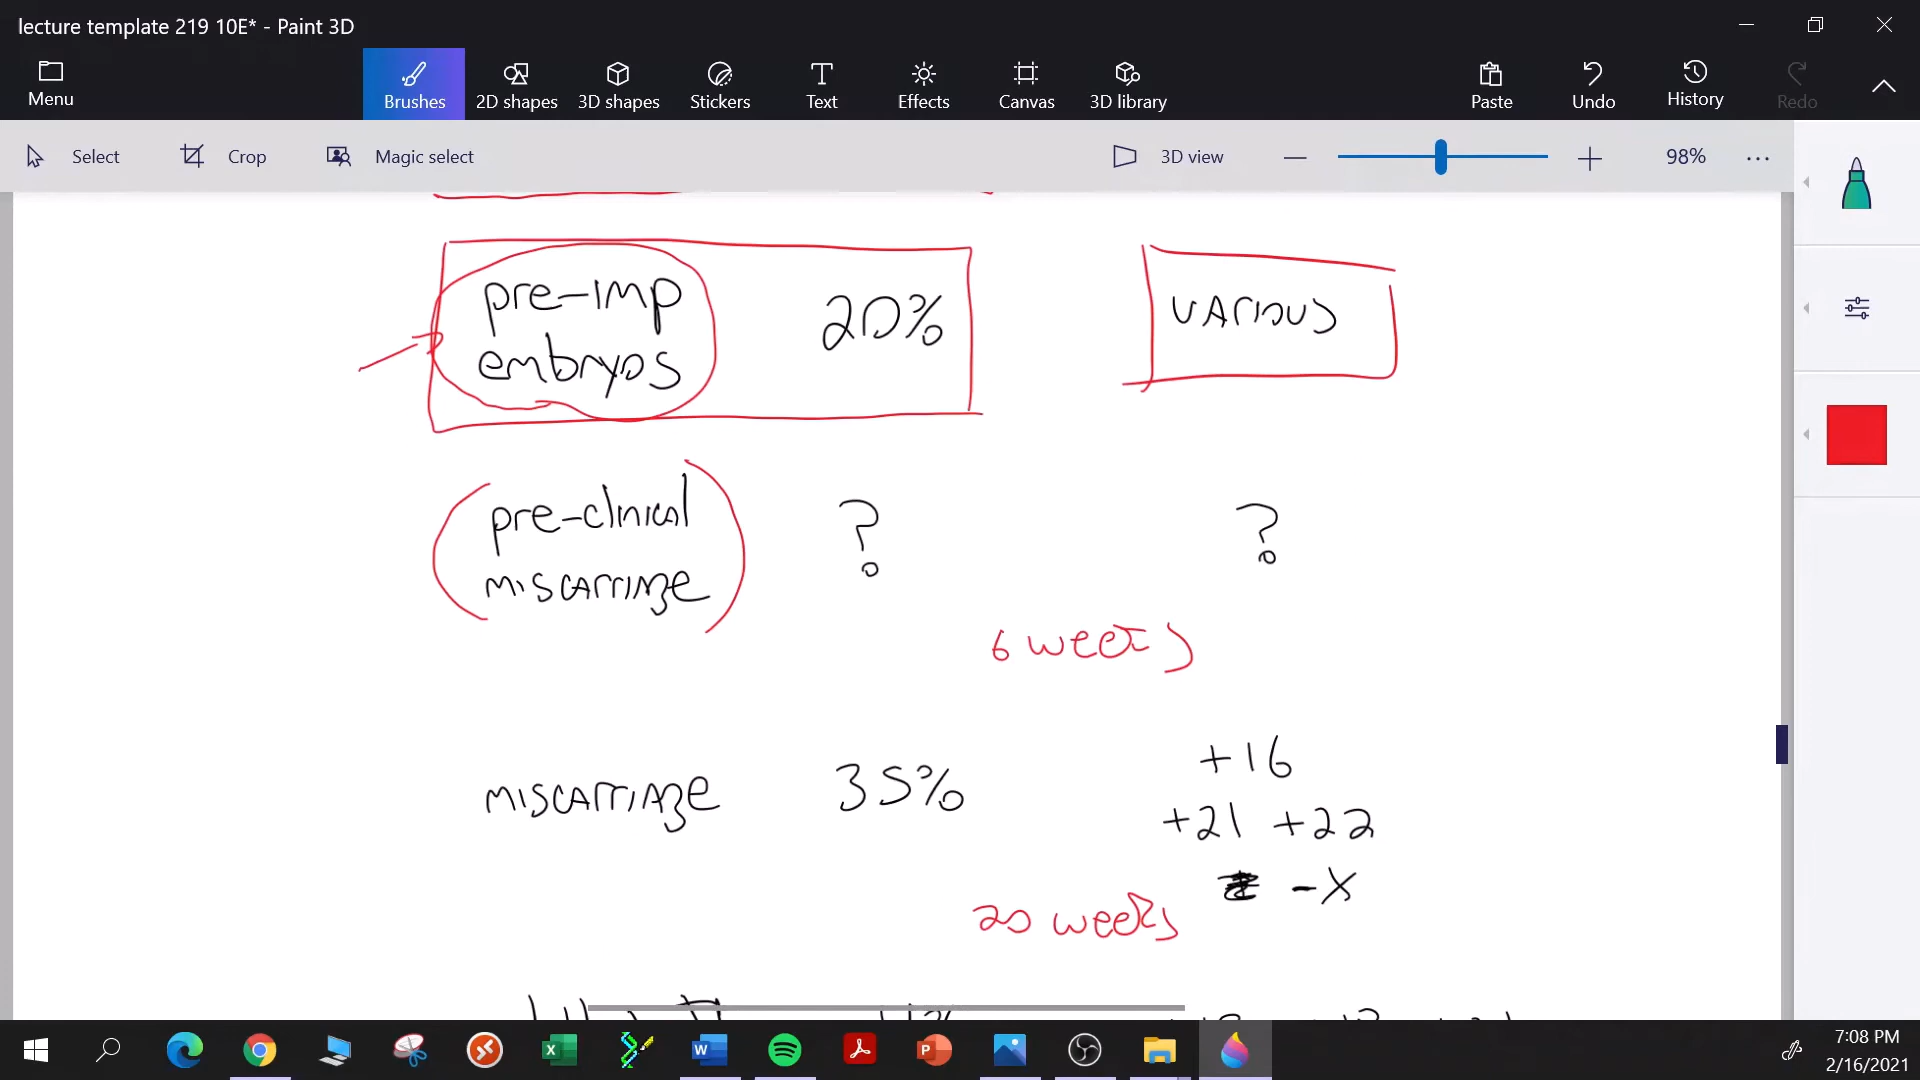 lecture template 219 10E* - Paint 3D
Menu
Brushes
2D shapes
3D shapes
Stickers
Text
Effects
Canvas
3D library
Paste
Undo
History
Redo
Select
Crop
Magic select
3D view
98%
pre-imp 20% various
embryos
pre-clinical ? ?
miscarriage
6 weeks
+16
miscarriage 35% +21 +22
-X
20 weeks
7:08 PM
2/16/2021